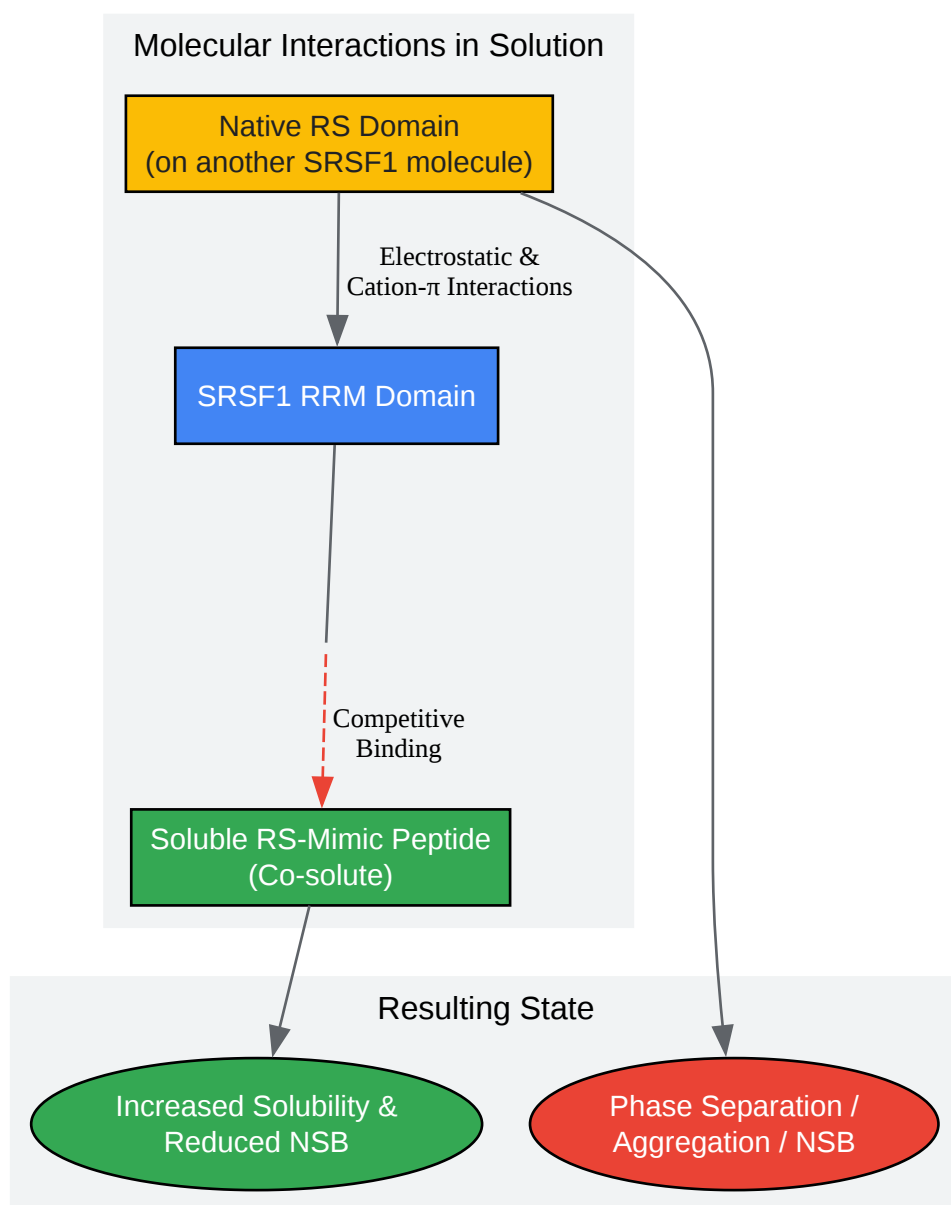 Molecular Interactions in Solution
Native RS Domain
(on another SRSF1 molecule)
Electrostatic &
Cation-π Interactions
SRSF1 RRM Domain
Competitive
Binding
Soluble RS-Mimic Peptide
(Co-solute)
Resulting State
Increased Solubility &
Reduced NSB
Phase Separation /
Aggregation / NSB